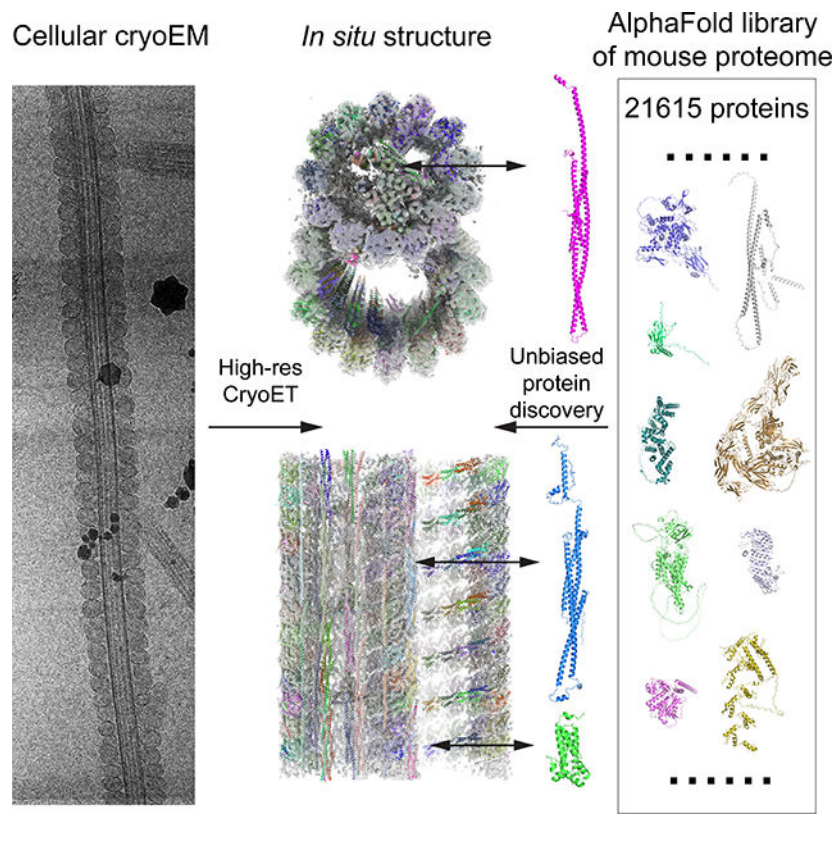 Cellular cryoEM
In situ structure
AlphaFold library
of mouse proteome
21615 proteins
High-res
CryoET
Unbiased
protein
discovery